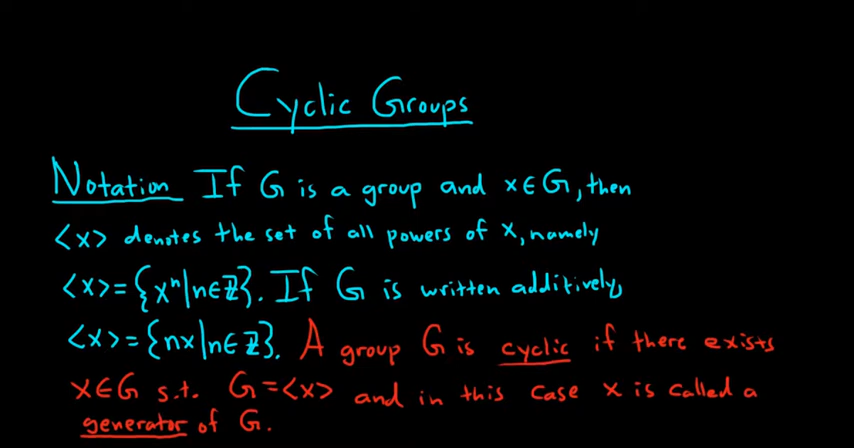 Cyclic Groups
Notation If G is a group and x∈G, then
<x> denotes the set of all powers of x, namely
<x> = {xⁿ|n∈ℤ}. If G is written additively,
<x> = {nx|n∈ℤ}. A group G is cyclic if there exists
x∈G s.t. G=<x> and in this case x is called a
generator of G.